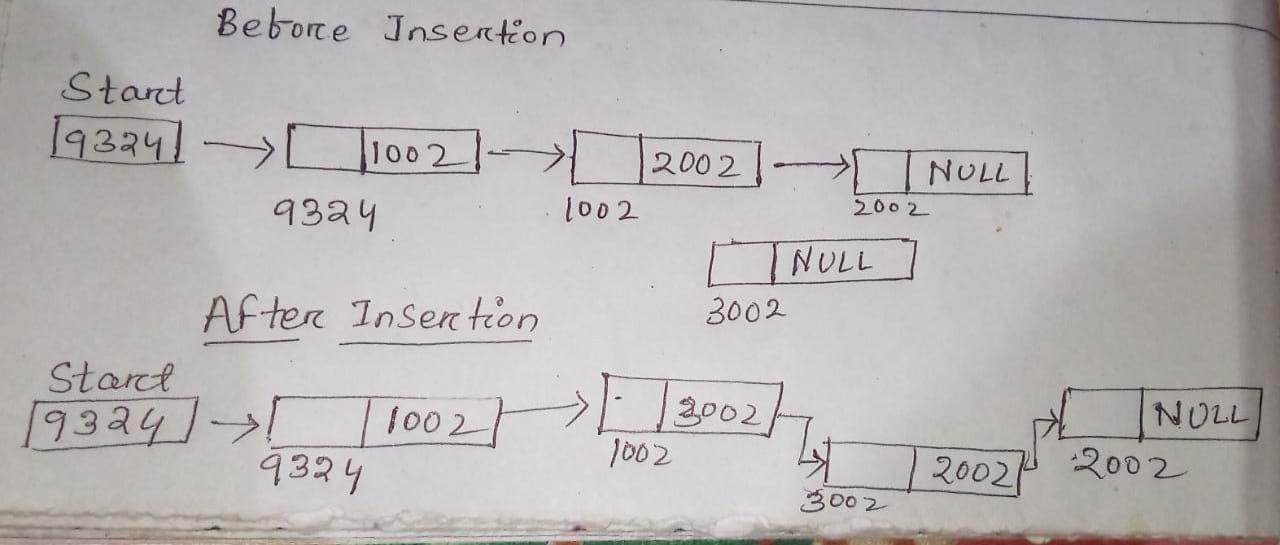 Before Insertion
Start
9324 1002 2002 NULL
9324 1002 2002
NULL
3002
After Insertion
Start
9324 1002 3002 NULL
2002
9324 1002 2002
3002